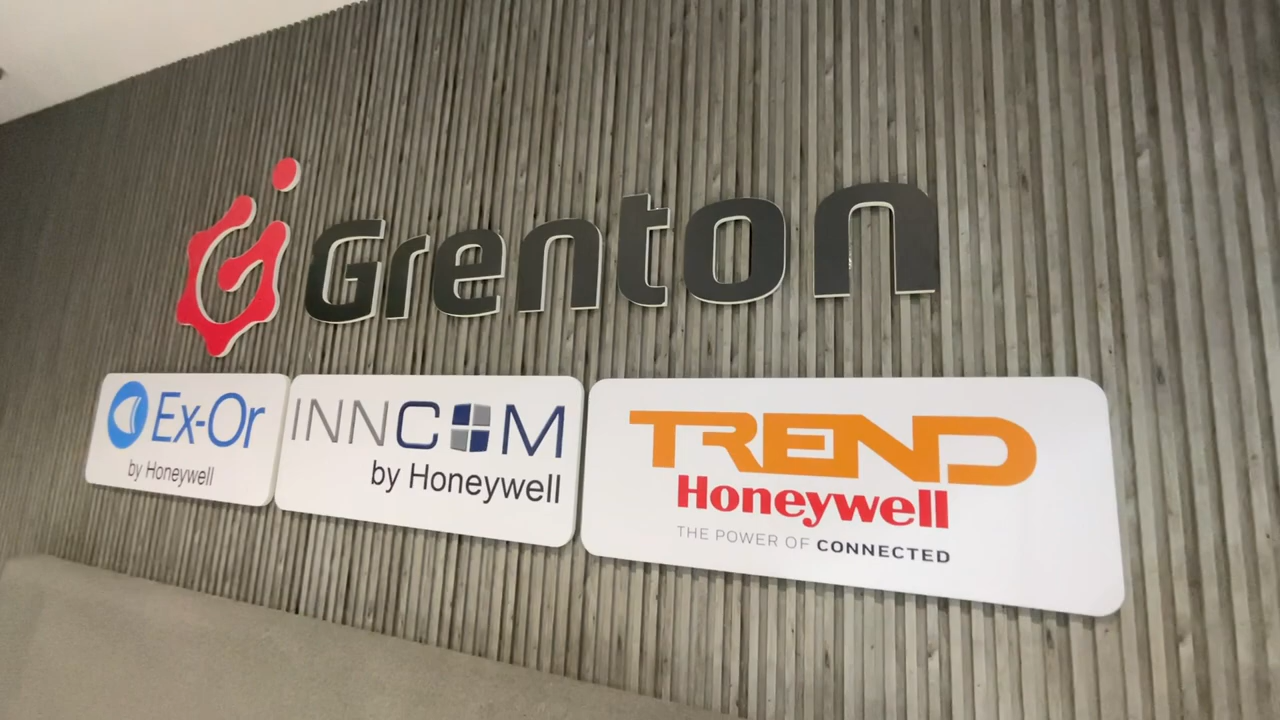 Grenton
Ex-Or
by Honeywell
INNCOM
by Honeywell
TREND
Honeywell
THE POWER OF CONNECTED